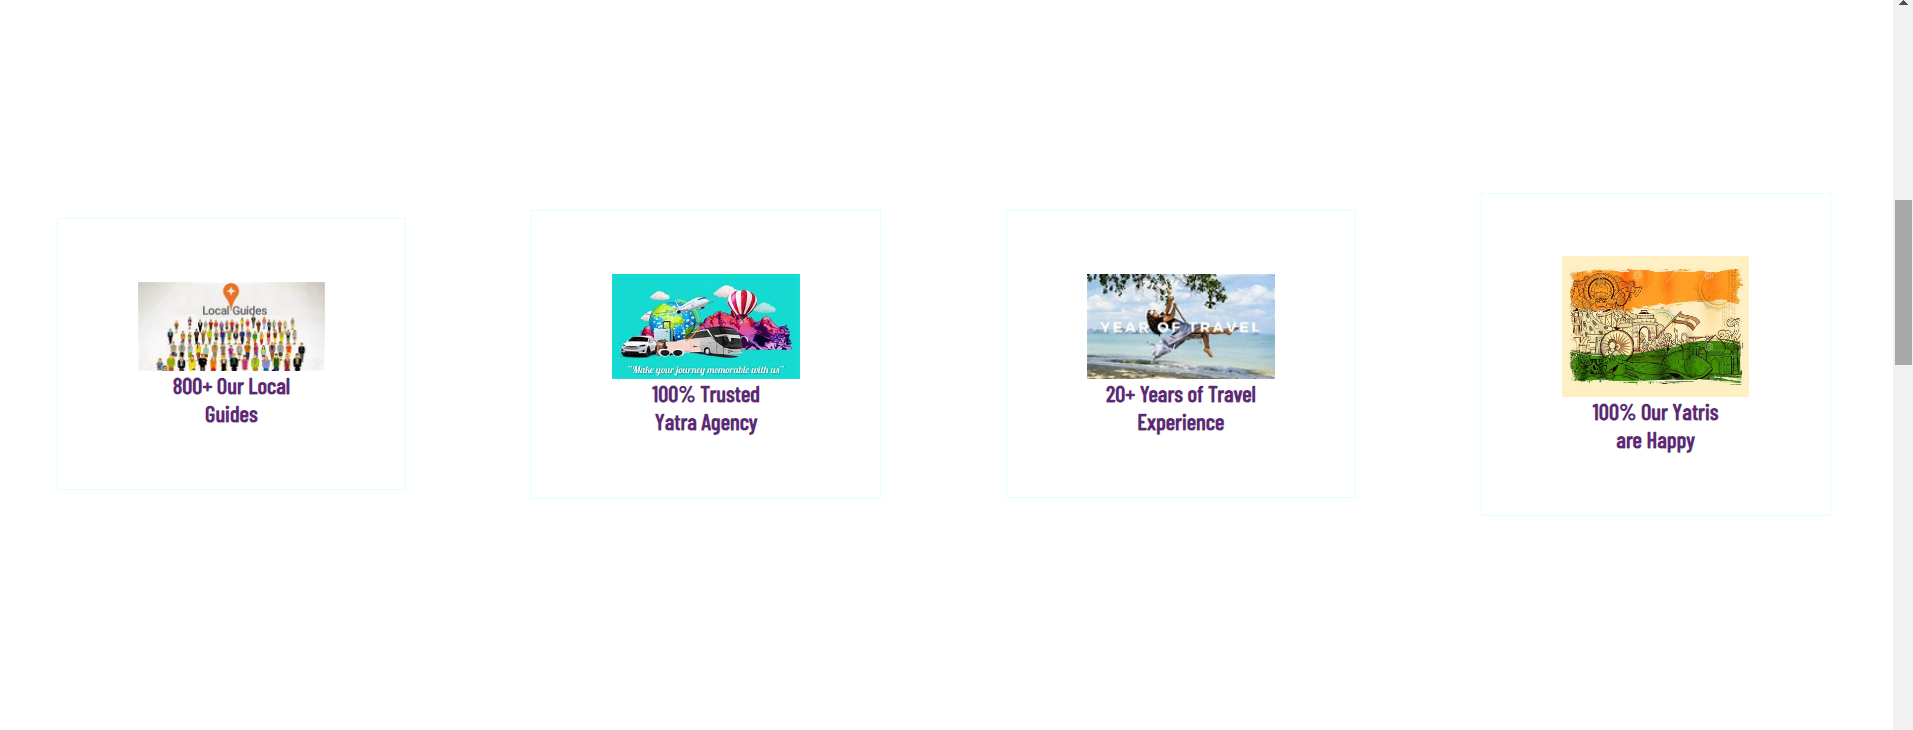 Local Guides
800+ Our Local
Guides
"Make your journey memorable with us"
100% Trusted
Yatra Agency
YEAR OF TRAVEL
20+ Years of Travel
Experience
100% Our Yatris
are Happy